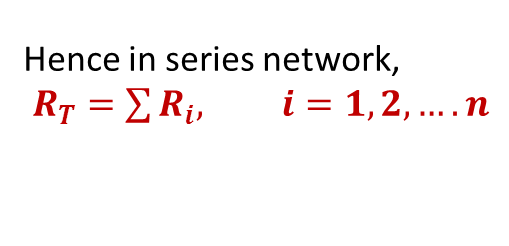 Hence in series network,
R_T = ∑ R_i,    i = 1, 2, ... . n